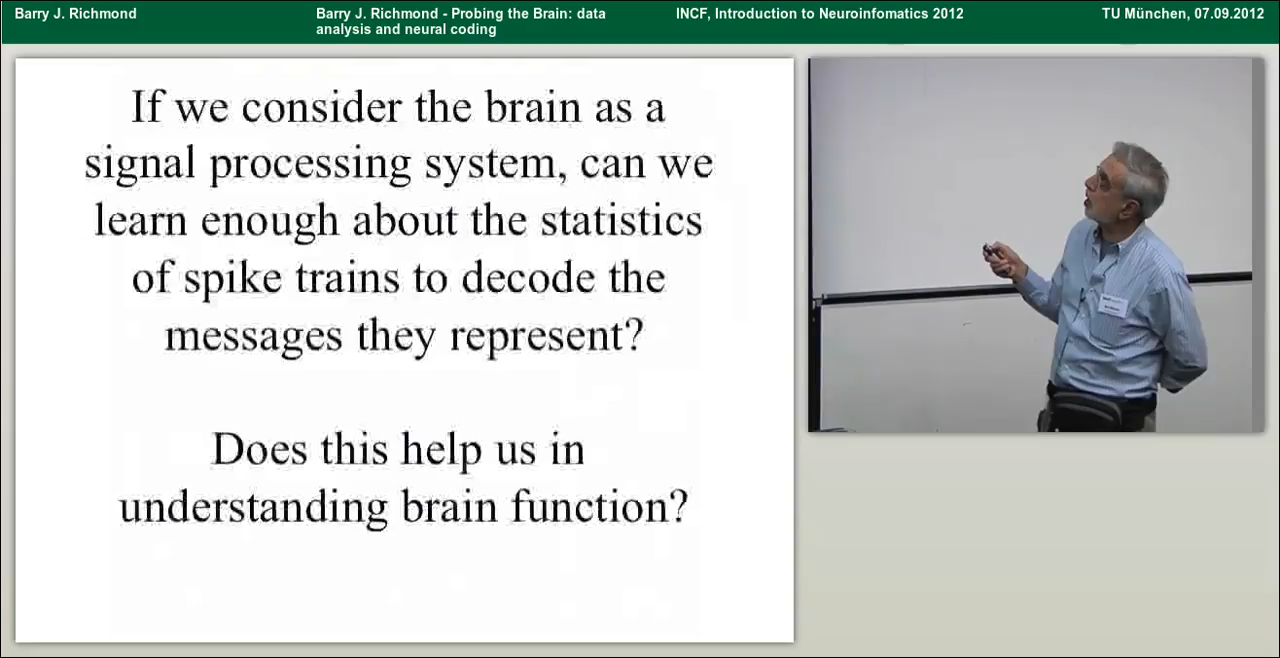 Barry J. Richmond
Barry J. Richmond - Probing the Brain: data
analysis and neural coding
INCF, Introduction to Neuroinfomatics 2012
TU München, 07.09.2012
If we consider the brain as a
signal processing system, can we
learn enough about the statistics
of spike trains to decode the
messages they represent?
Does this help us in
understanding brain function?